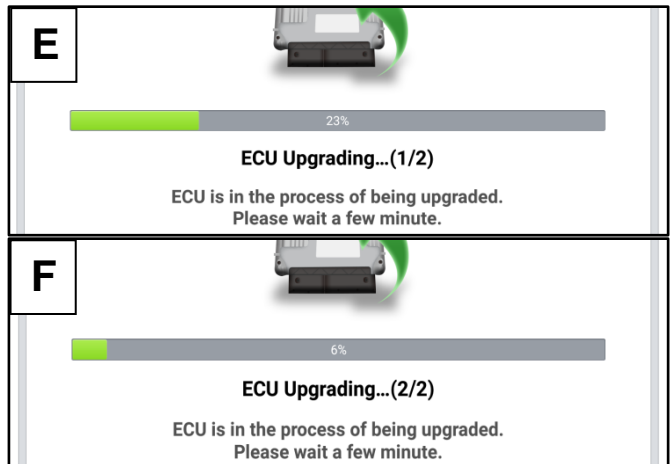 E
23%
ECU Upgrading...(1/2)
ECU is in the process of being upgraded.
Please wait a few minute.
F
6%
ECU Upgrading...(2/2)
ECU is in the process of being upgraded.
Please wait a few minute.